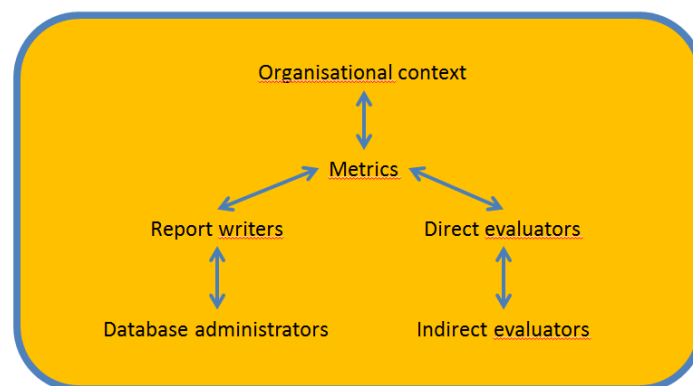 Organisational context
Metrics
Report writers
Direct evaluators
Database administrators
Indirect evaluators